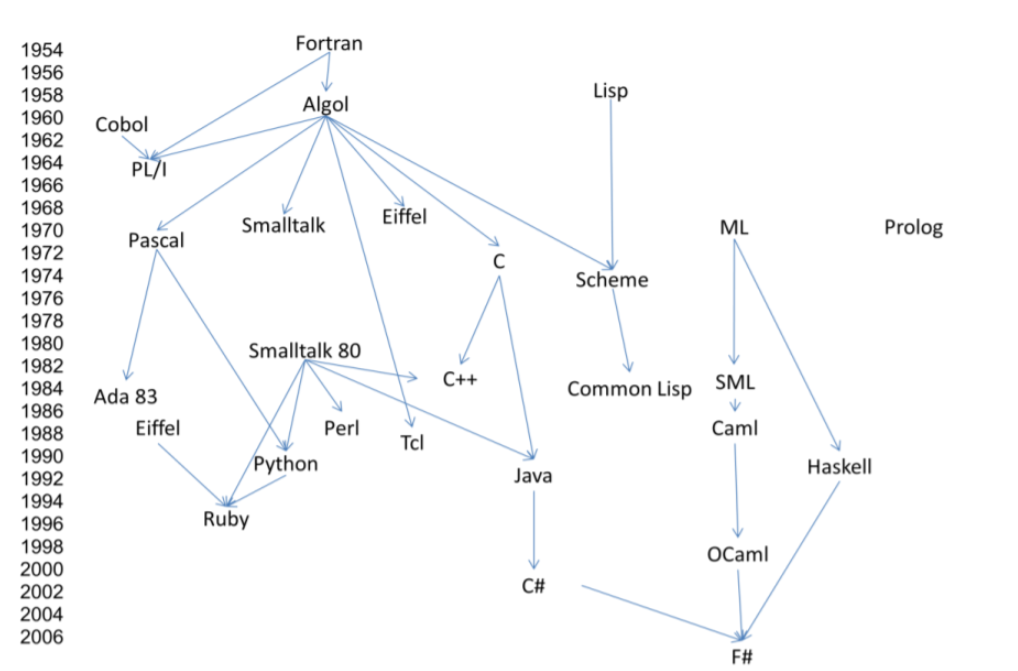 Fortran
1954
1956
Lisp
1958
Algol
1960
Cobol
1962
1964
PL/I
1966
1968
Eiffel
Smalltalk
ML
Prolog
1970
Pascal
1972
C
1974
Scheme
1976
1978
1980
Smalltalk 80
1982
C++
SML
1984
Common Lisp
Ada 83
1986
Eiffel
Perl
Caml
1988
Tcl
1990
Python
Haskell
Java
1992
1994
Ruby
1996
1998
OCaml
2000
C#
2002
2004
2006
F#